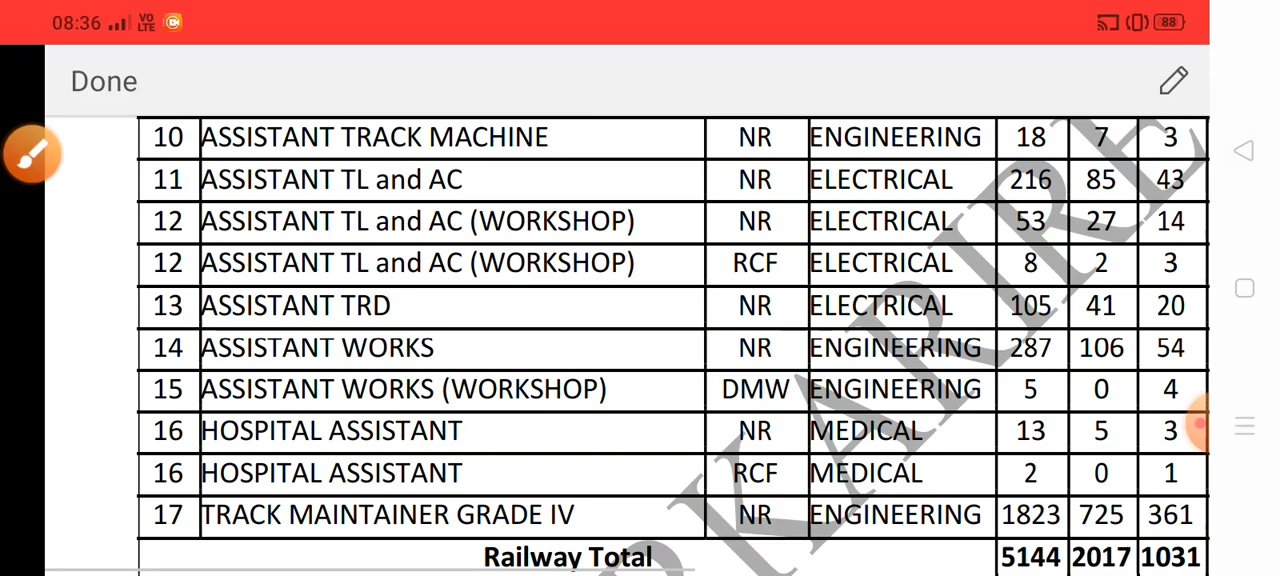 08:36 VO LTE 88
Done
10 ASSISTANT TRACK MACHINE NR ENGINEERING 18 7 3
11 ASSISTANT TL and AC NR ELECTRICAL 216 85 43
12 ASSISTANT TL and AC (WORKSHOP) NR ELECTRICAL 53 27 14
12 ASSISTANT TL and AC (WORKSHOP) RCF ELECTRICAL 8 2 3
13 ASSISTANT TRD NR ELECTRICAL 105 41 20
14 ASSISTANT WORKS NR ENGINEERING 287 106 54
15 ASSISTANT WORKS (WORKSHOP) DMW ENGINEERING 5 0 4
16 HOSPITAL ASSISTANT NR MEDICAL 13 5 3
16 HOSPITAL ASSISTANT RCF MEDICAL 2 0 1
17 TRACK MAINTAINER GRADE IV NR ENGINEERING 1823 725 361
Railway Total 5144 2017 1031